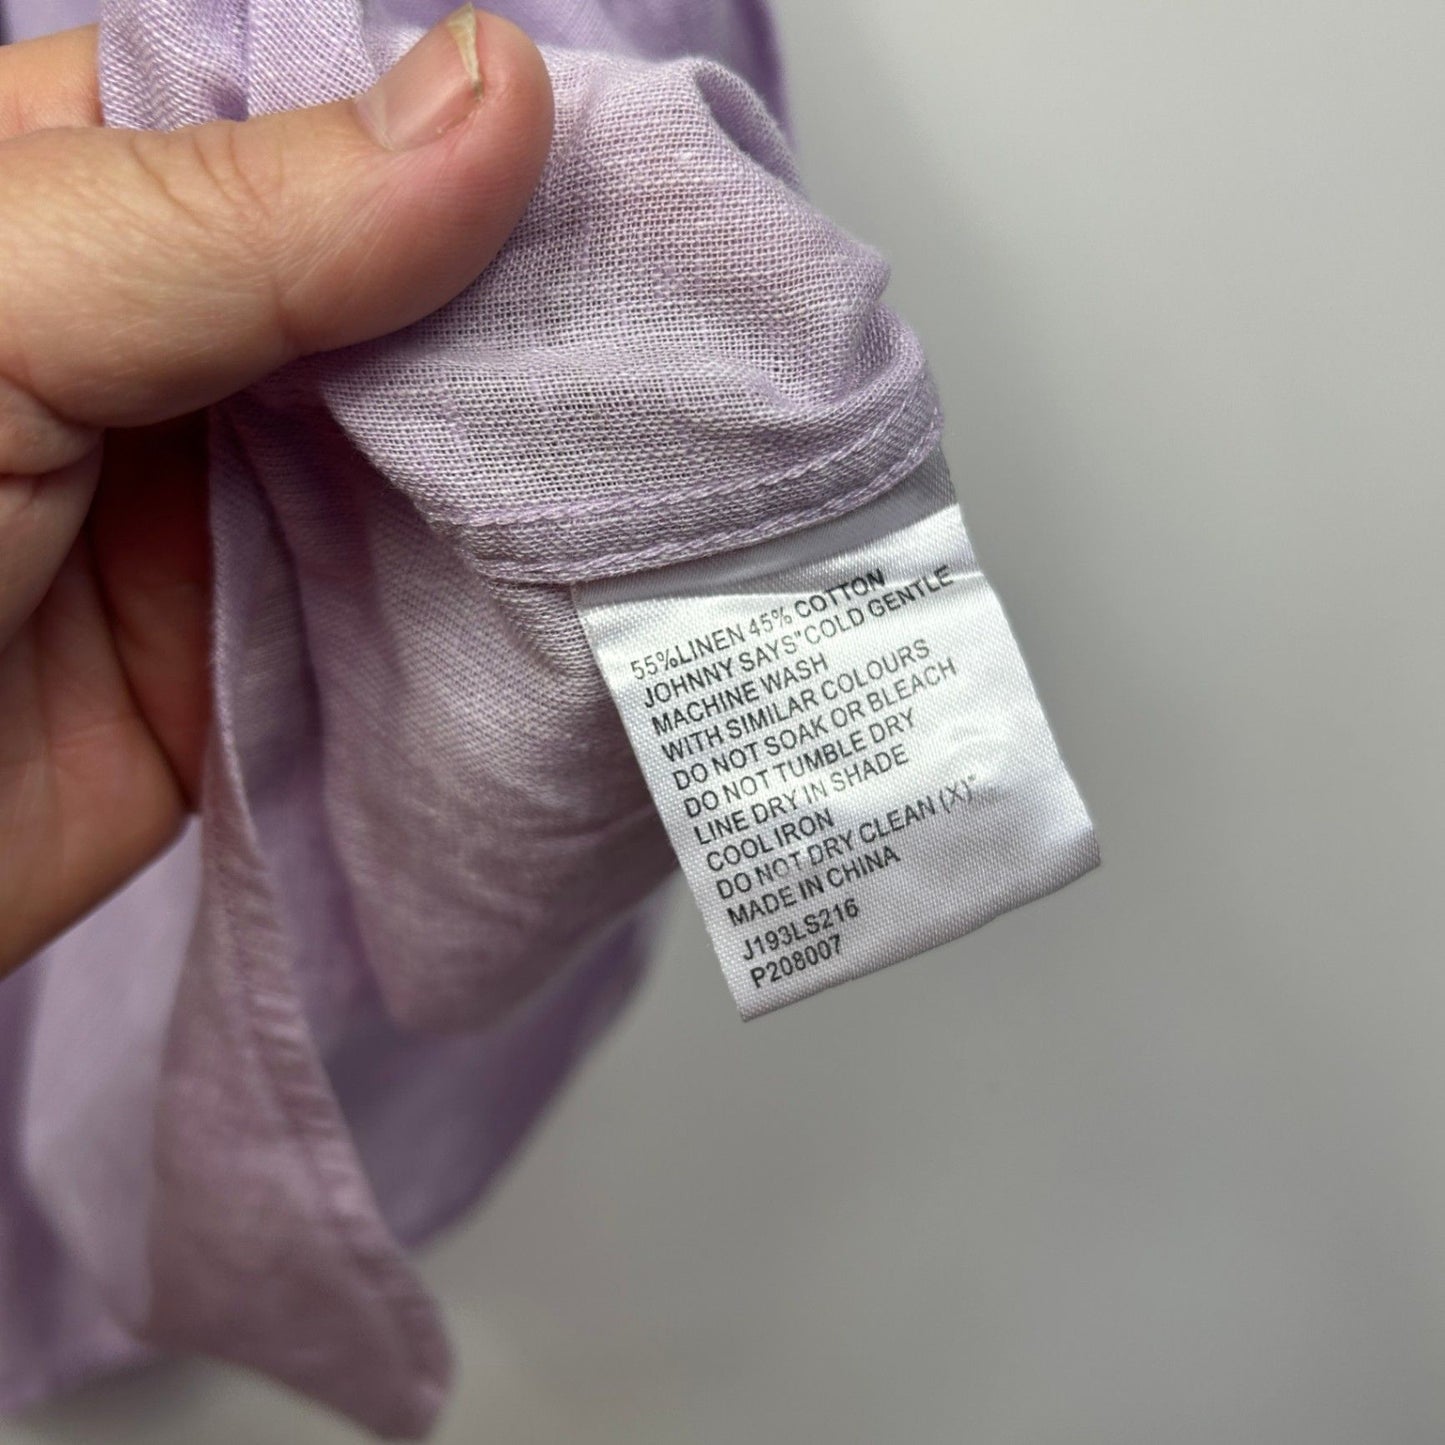 55%LINEN 45% COTTON
JOHNNY SAYS"COLD GENTLE
MACHINE WASH
WITH SIMILAR COLOURS
DO NOT SOAK OR BLEACH
DO NOT TUMBLE DRY
LINE DRY IN SHADE
COOL IRON
DO NOT DRY CLEAN (X)"
MADE IN CHINA
J193LS216
P208007